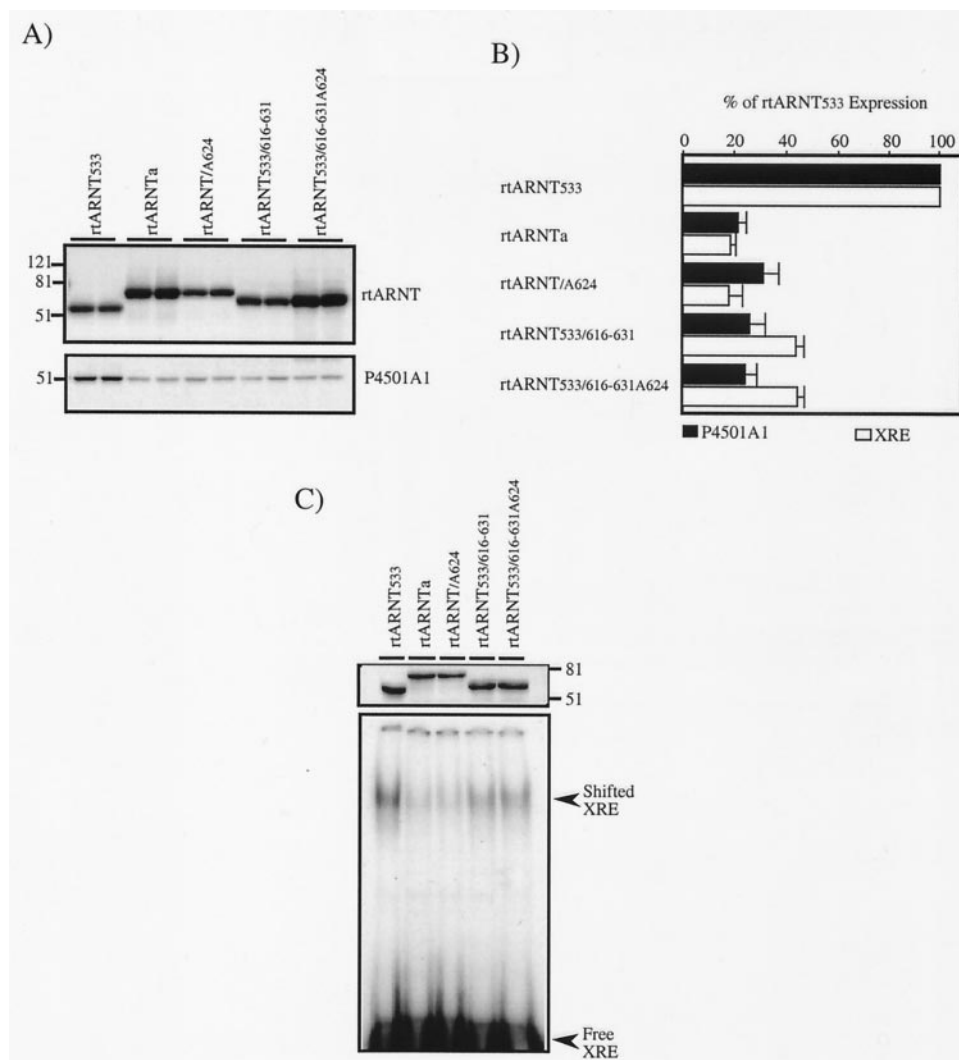 A)
rtARNT533
rtARNTa
rtARNT/A624
rtARNT533/616-631
rtARNT533/616-631A624
121
81
51
rtARNT
51
P4501A1
B)
% of rtARNT533 Expression
0 20 40 60 80 100
rtARNT533
rtARNTa
rtARNT/A624
rtARNT533/616-631
rtARNT533/616-631A624
P4501A1 XRE
C)
rtARNT533
rtARNTa
rtARNT/A624
rtARNT533/616-631
rtARNT533/616-631A624
81
51
Shifted
XRE
Free
XRE